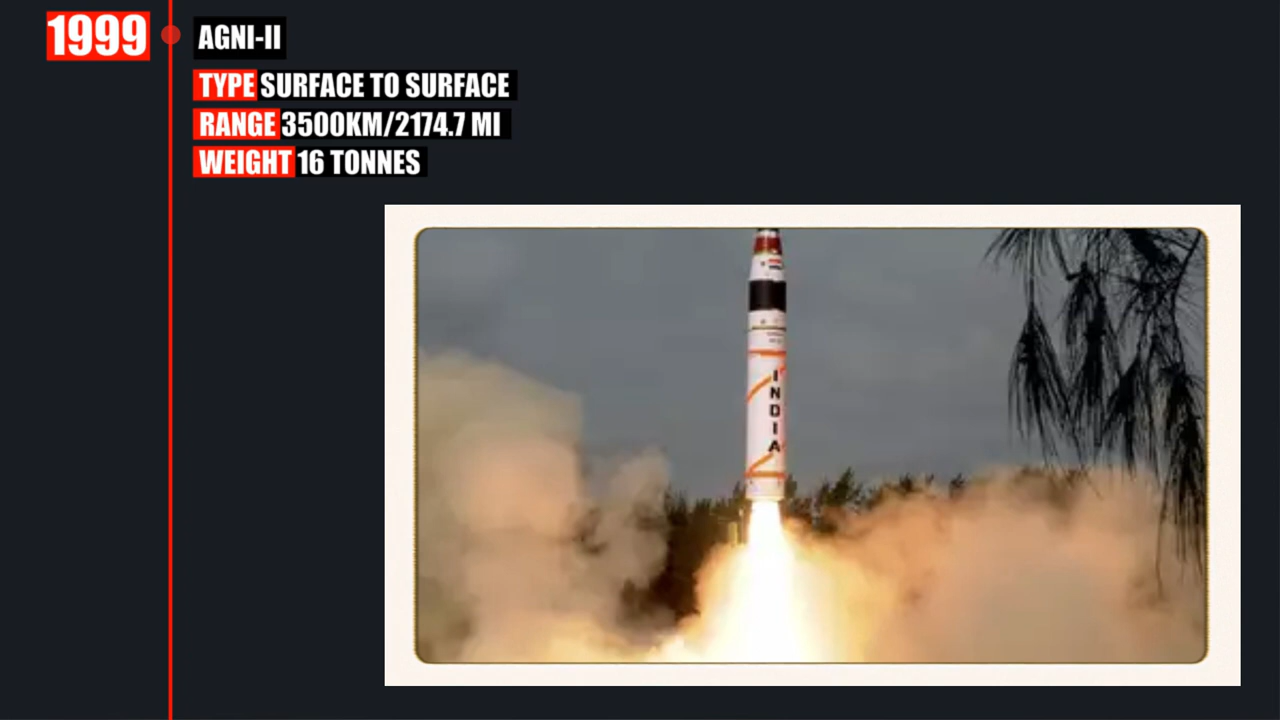 1999
AGNI-II
TYPE SURFACE TO SURFACE
RANGE 3500KM/2174.7 MI
WEIGHT 16 TONNES
INDIA